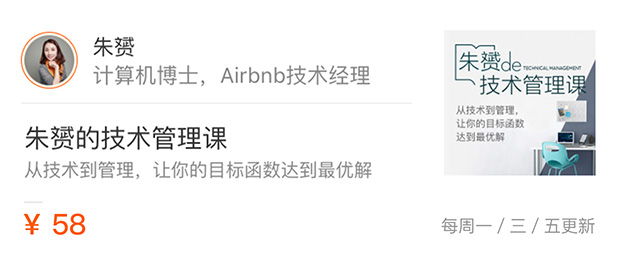 朱赟
计算机博士，Airbnb技术经理
朱赟的技术管理课
从技术到管理，让你的目标函数达到最优解
¥ 58
朱赟de
TECHNICAL MANAGEMENT
技术管理课
从技术到管理，
让你的目标函数
达到最优解
每周一 / 三 / 五更新